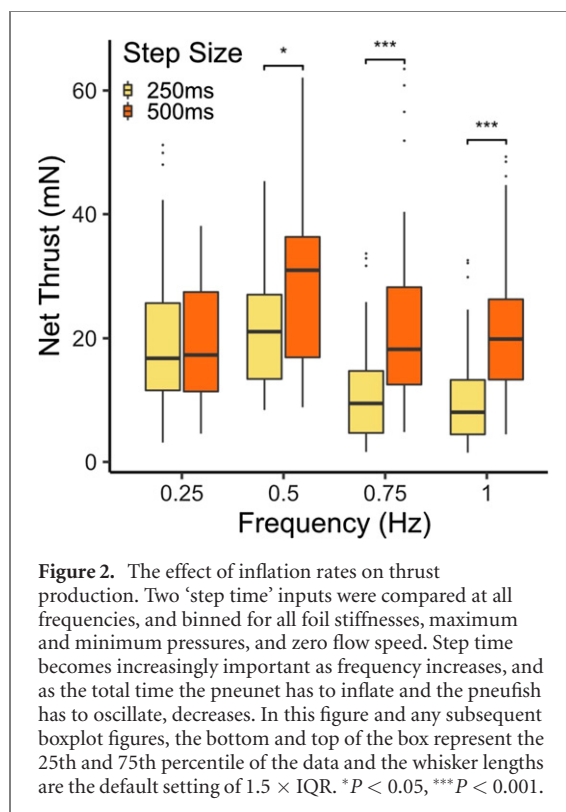 Step Size
250ms
500ms
*
***
***
Net Thrust (mN)
60
40
20
0
0.25 0.5 0.75 1
Frequency (Hz)
Figure 2. The effect of inflation rates on thrust
production. Two ‘step time’ inputs were compared at all
frequencies, and binned for all foil stiffnesses, maximum
and minimum pressures, and zero flow speed. Step time
becomes increasingly important as frequency increases, and
as the total time the pneunet has to inflate and the pneufish
has to oscillate, decreases. In this figure and any subsequent
boxplot figures, the bottom and top of the box represent the
25th and 75th percentile of the data and the whisker lengths
are the default setting of 1.5 × IQR. *P < 0.05, ***P < 0.001.